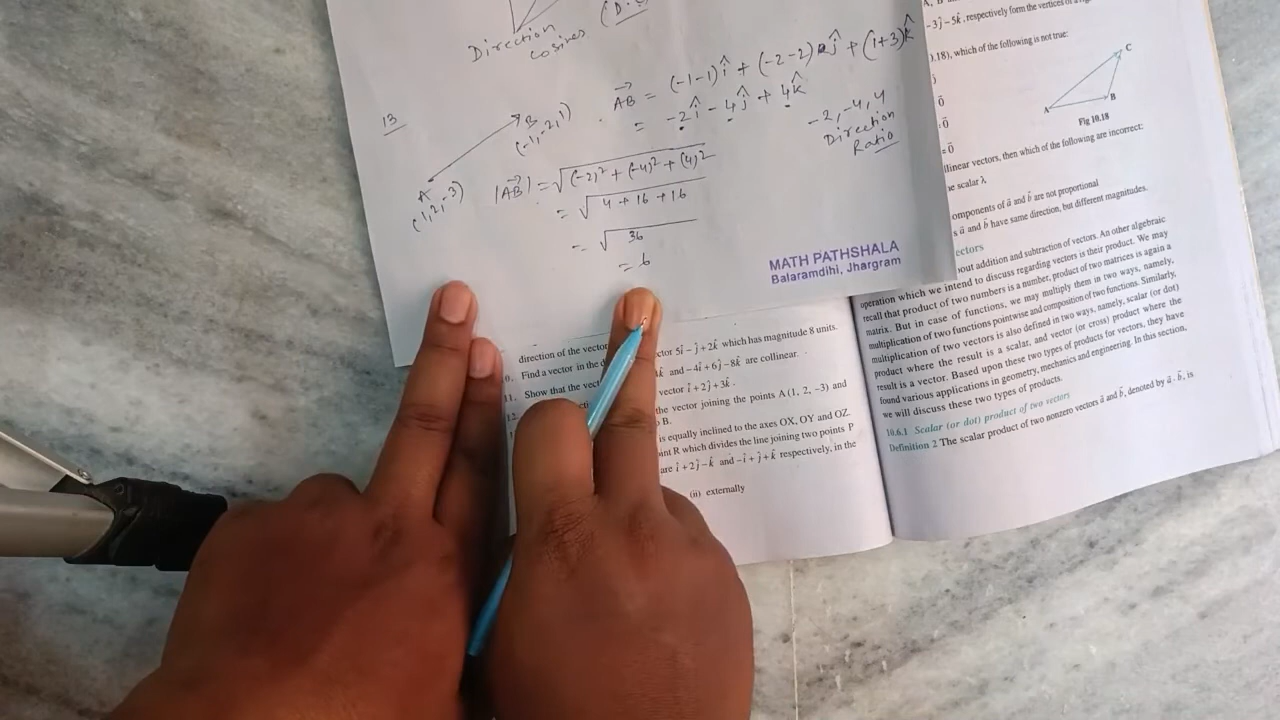 Direction
cosines
13
B
(-1,-2,1)
A
(1,2,-3)
AB = (-1-1)î + (-2-2)ĵ + (1+3)k̂
= -2î - 4ĵ + 4k̂
-2, -4, 4
Direction
Ratio
|AB| = √(-2)² + (-4)² + (4)²
= √4 + 16 + 16
= √36
= 6
MATH PATHSHALA
Balaramdihi, Jhargram
Find a vector in the
direction of the vector
ctor 5î – ĵ + 2k̂ which has magnitude 8 units.
11. Show that the vect
k̂ and –4î + 6ĵ – 8k̂ are collinear.
12.
vector î + 2ĵ + 3k̂ .
the vector joining the points A (1, 2, –3) and
B.
is equally inclined to the axes OX, OY and OZ.
int R which divides the line joining two points P
are î + 2ĵ – k̂ and –î + ĵ + k̂ respectively, in the
(ii) externally
–3ĵ – 5k̂, respectively form the vertices of a
.18), which of the following is not true:
C
A
B
Fig 10.18
llinear vectors, then which of the following are incorrect:
scalar λ
omponents of a and b are not proportional
s a and b have same direction, but different magnitudes.
ectors
out addition and subtraction of vectors. An other algebraic
operation which we intend to discuss regarding vectors is their product. We may
recall that product of two numbers is a number, product of two matrices is again a
matrix. But in case of functions, we may multiply them in two ways, namely,
multiplication of two functions pointwise and composition of two functions. Similarly,
multiplication of two vectors is also defined in two ways, namely, scalar (or dot)
product where the result is a scalar, and vector (or cross) product where the
result is a vector. Based upon these two types of products for vectors, they have
found various applications in geometry, mechanics and engineering. In this section,
we will discuss these two types of products.
10.6.1 Scalar (or dot) product of two vectors
Definition 2 The scalar product of two nonzero vectors a and b, denoted by a · b, is